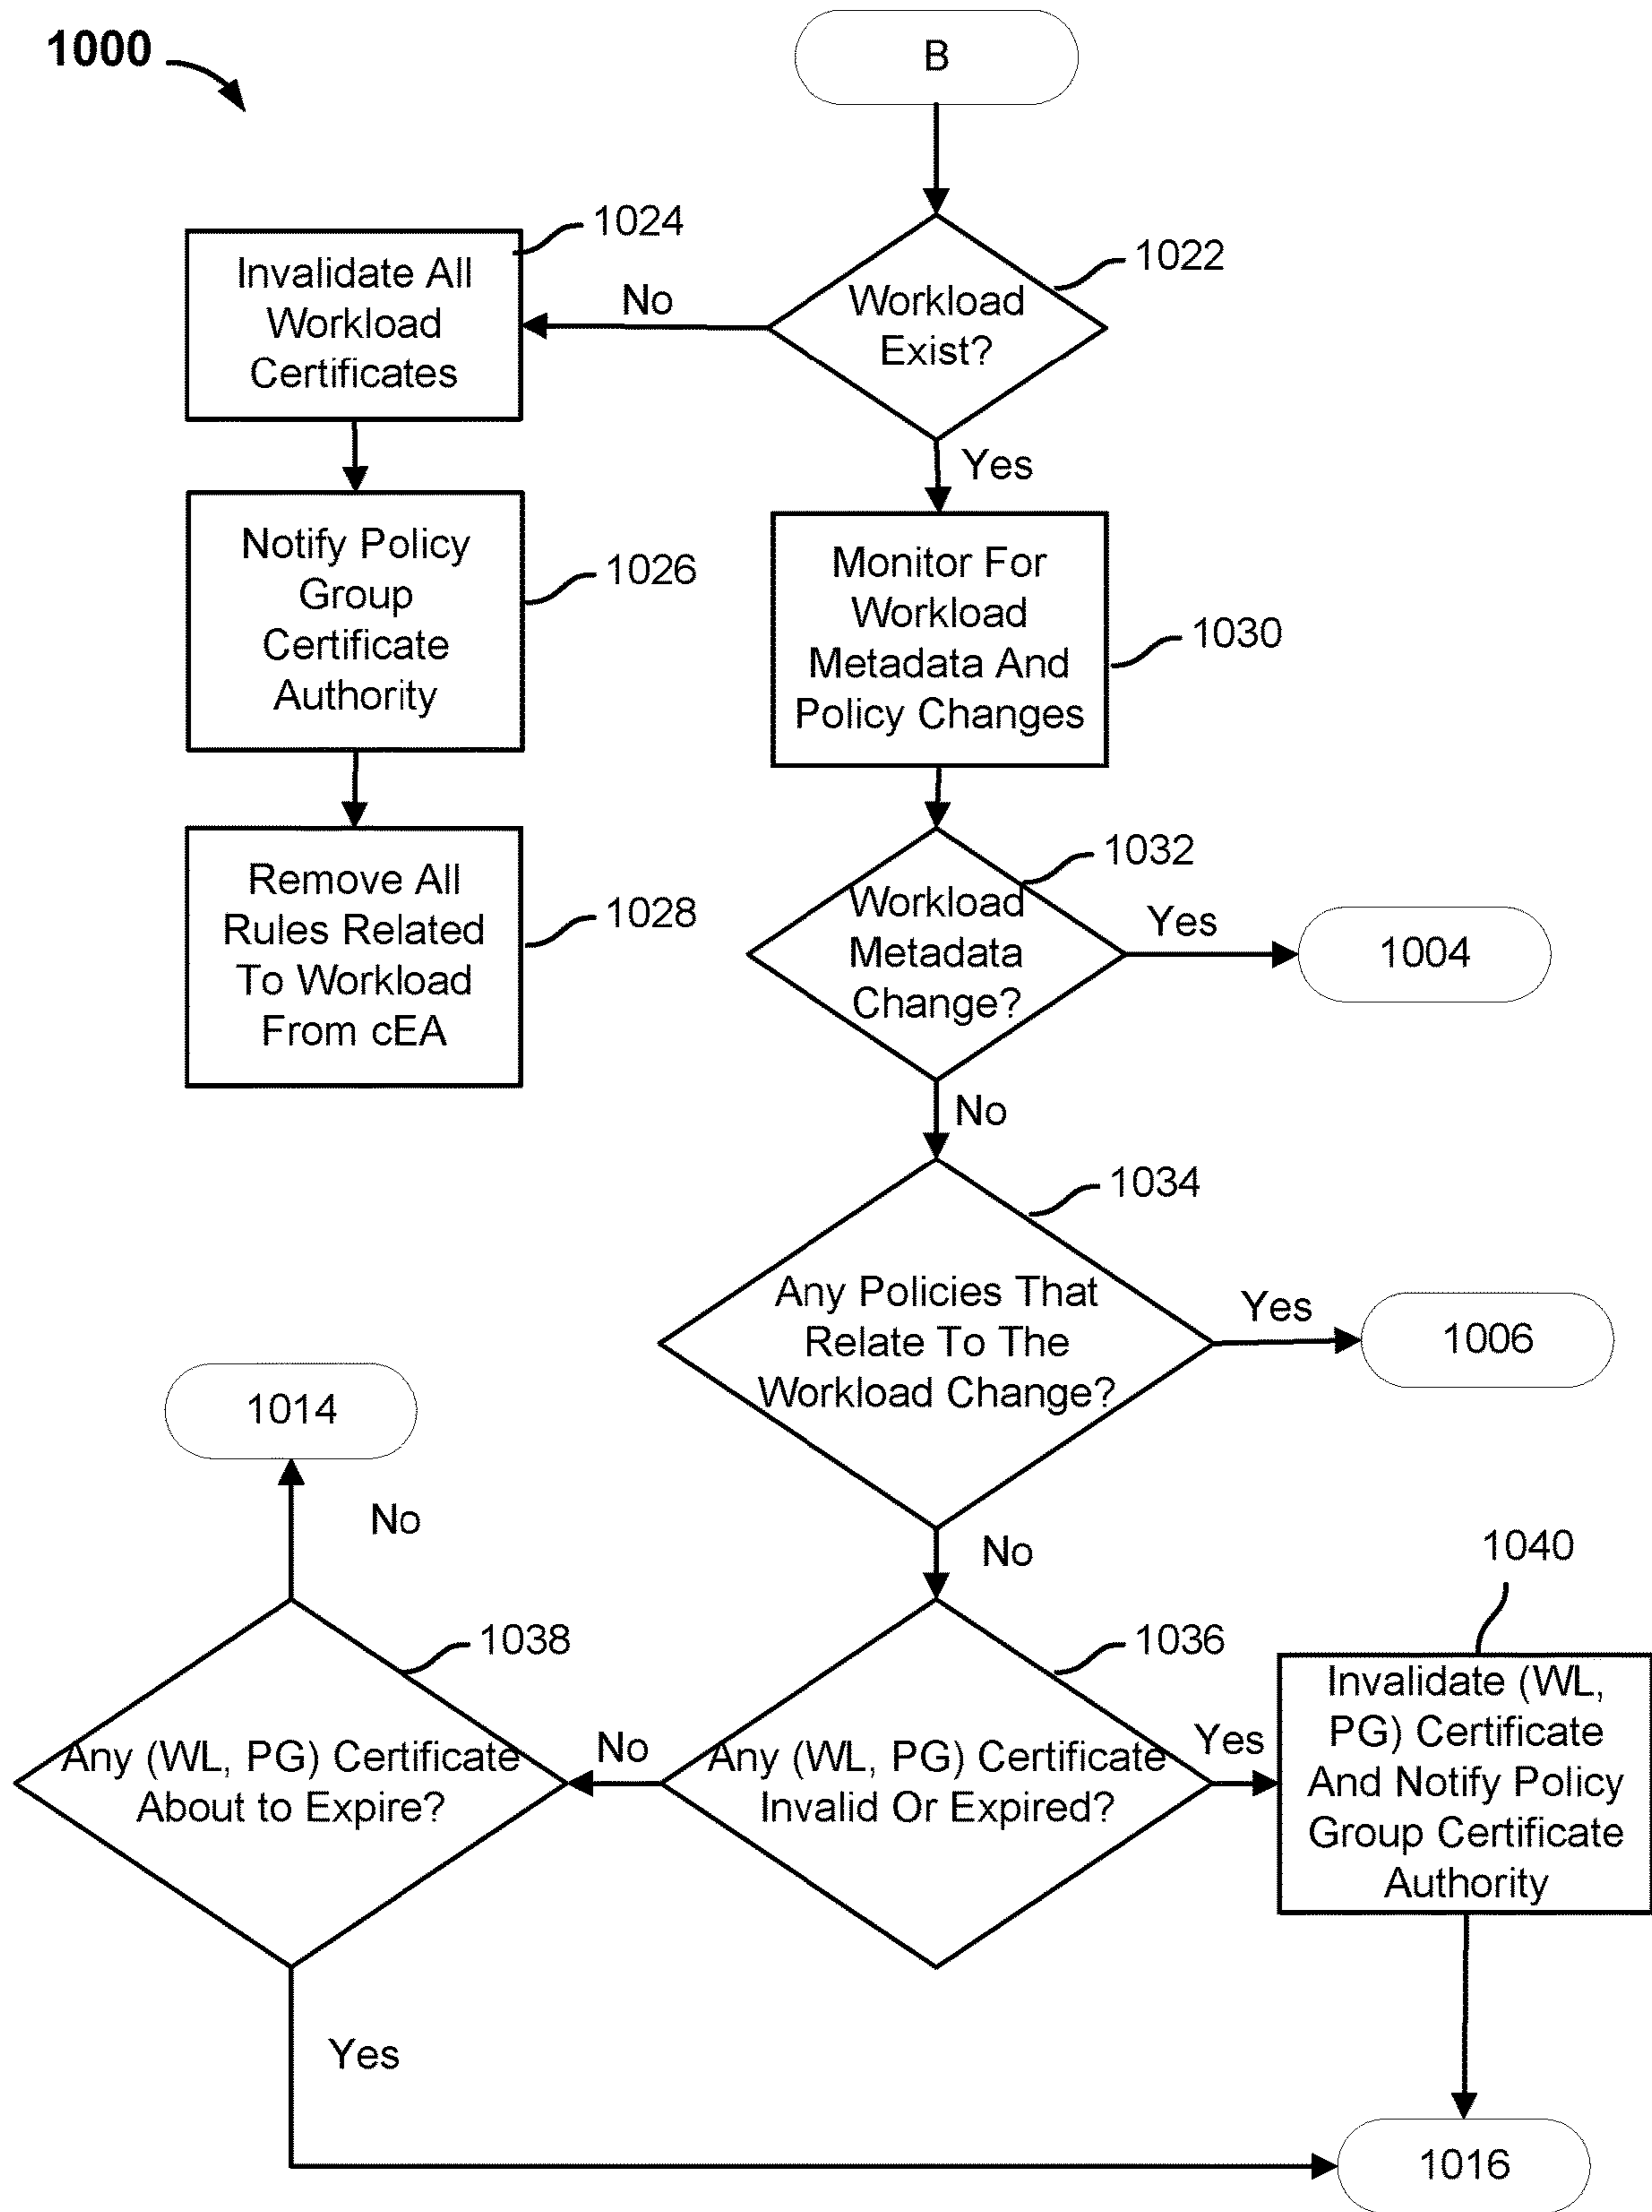 1000
B
1022
Workload
Exist?
No
Yes
1024
Invalidate All
Workload
Certificates
1026
Notify Policy
Group
Certificate
Authority
1028
Remove All
Rules Related
To Workload
From cEA
1030
Monitor For
Workload
Metadata And
Policy Changes
1032
Workload
Metadata
Change?
Yes
1004
No
1034
Any Policies That
Relate To The
Workload Change?
Yes
1006
No
1036
Any (WL, PG) Certificate
Invalid Or Expired?
Yes
1040
Invalidate (WL,
PG) Certificate
And Notify Policy
Group Certificate
Authority
No
1038
Any (WL, PG) Certificate
About to Expire?
No
1014
Yes
1016